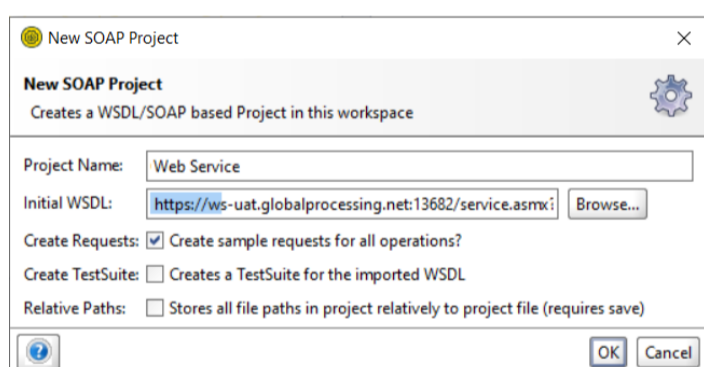 New SOAP Project
New SOAP Project
Creates a WSDL/SOAP based Project in this workspace
Project Name: Web Service
Initial WSDL: https://ws-uat.globalprocessing.net:13682/service.asmx? Browse...
Create Requests: Create sample requests for all operations?
Create TestSuite: Creates a TestSuite for the imported WSDL
Relative Paths: Stores all file paths in project relatively to project file (requires save)
? OK Cancel